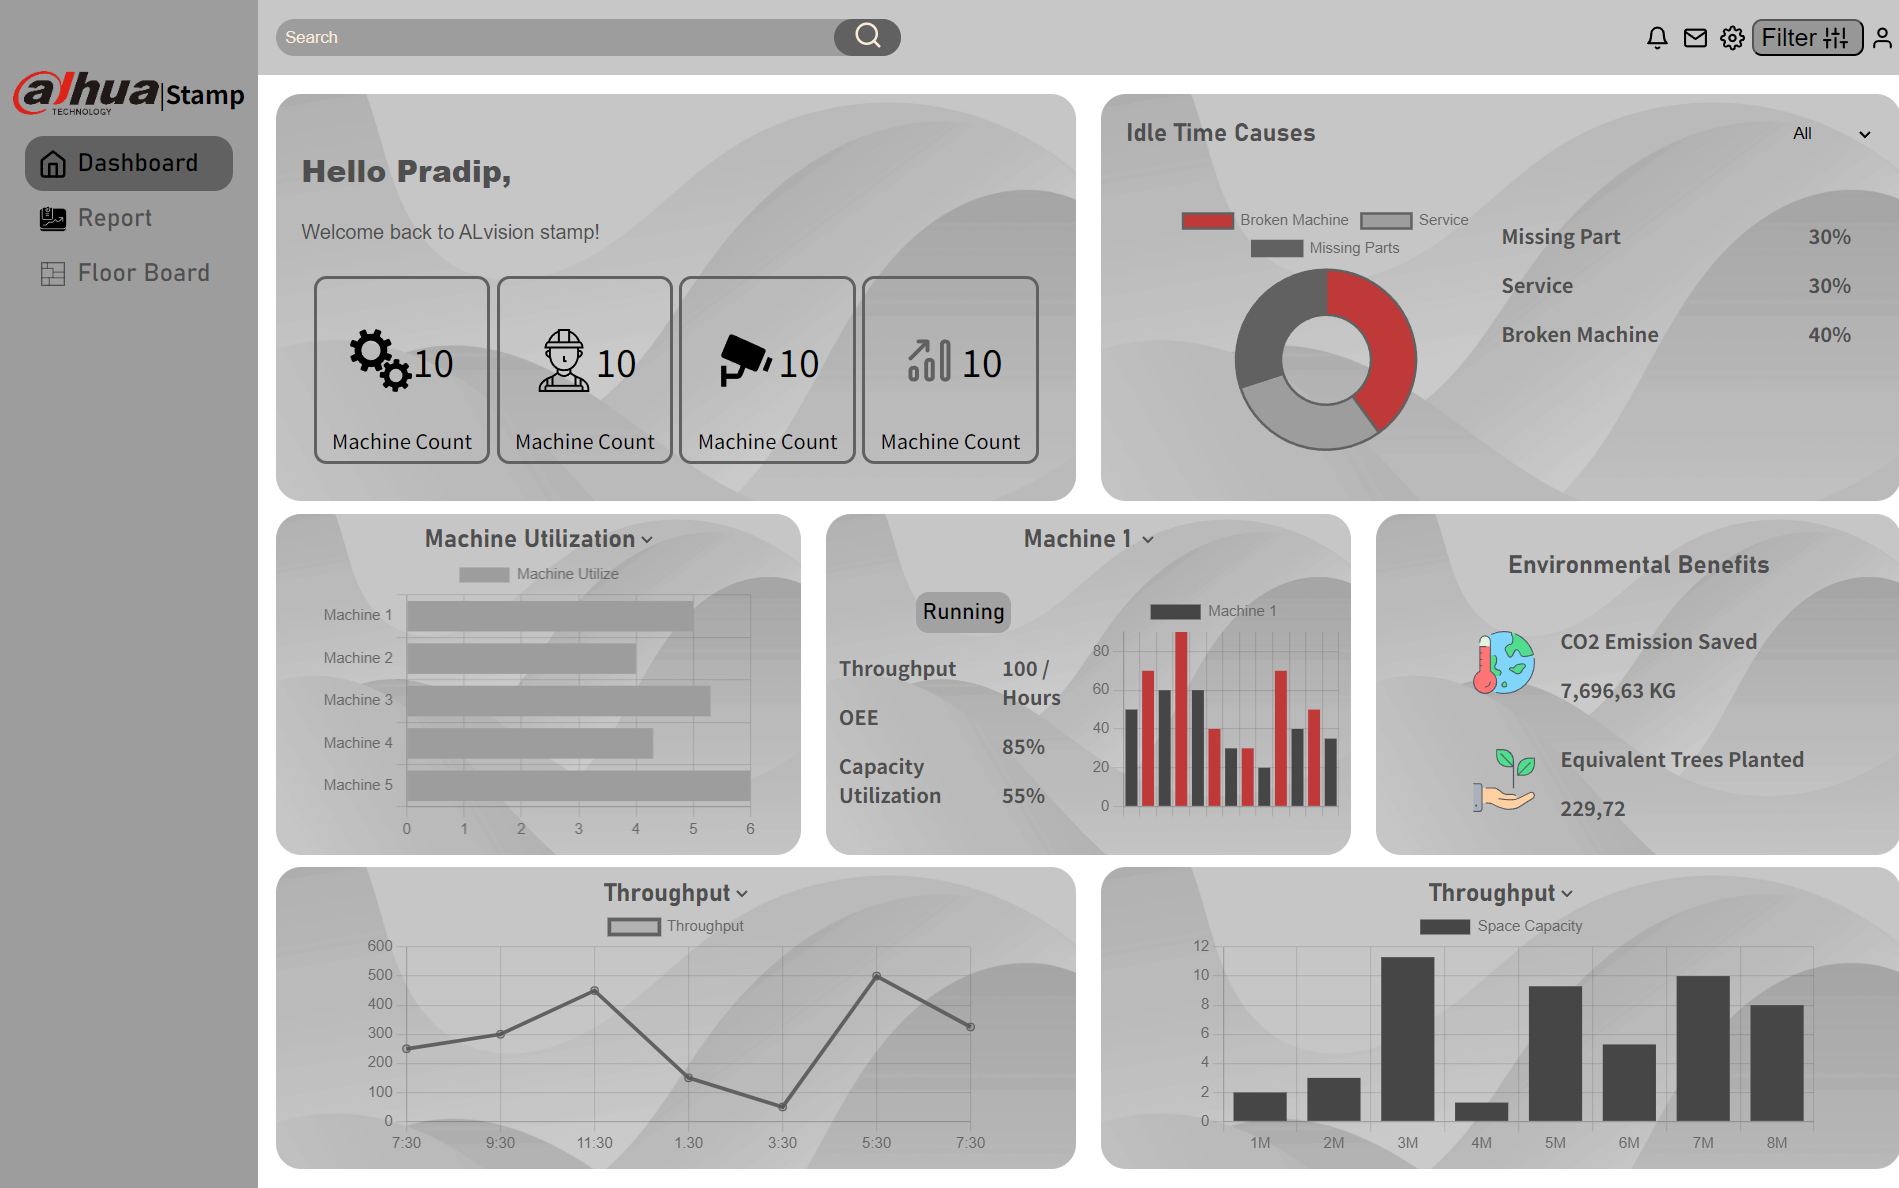 Search
Filter
alhua
TECHNOLOGY
Stamp
Dashboard
Report
Floor Board
Hello Pradip,
Welcome back to ALvision stamp!
10 10 10 10
Machine Count Machine Count Machine Count Machine Count
Idle Time Causes All
Broken Machine Service
Missing Parts
Missing Part 30%
Service 30%
Broken Machine 40%
Machine Utilization
Machine Utilize
Machine 1
Machine 2
Machine 3
Machine 4
Machine 5
0 1 2 3 4 5 6
Machine 1
Running
Throughput
OEE
Capacity
Utilization
100 /
Hours
85%
55%
Machine 1
80
60
40
20
0
Environmental Benefits
CO2 Emission Saved
7,696,63 KG
Equivalent Trees Planted
229,72
Throughput
Throughput
600
500
400
300
200
100
0
7:30 9:30 11:30 1.30 3:30 5:30 7:30
Throughput
Space Capacity
12
10
8
6
4
2
0
1M 2M 3M 4M 5M 6M 7M 8M